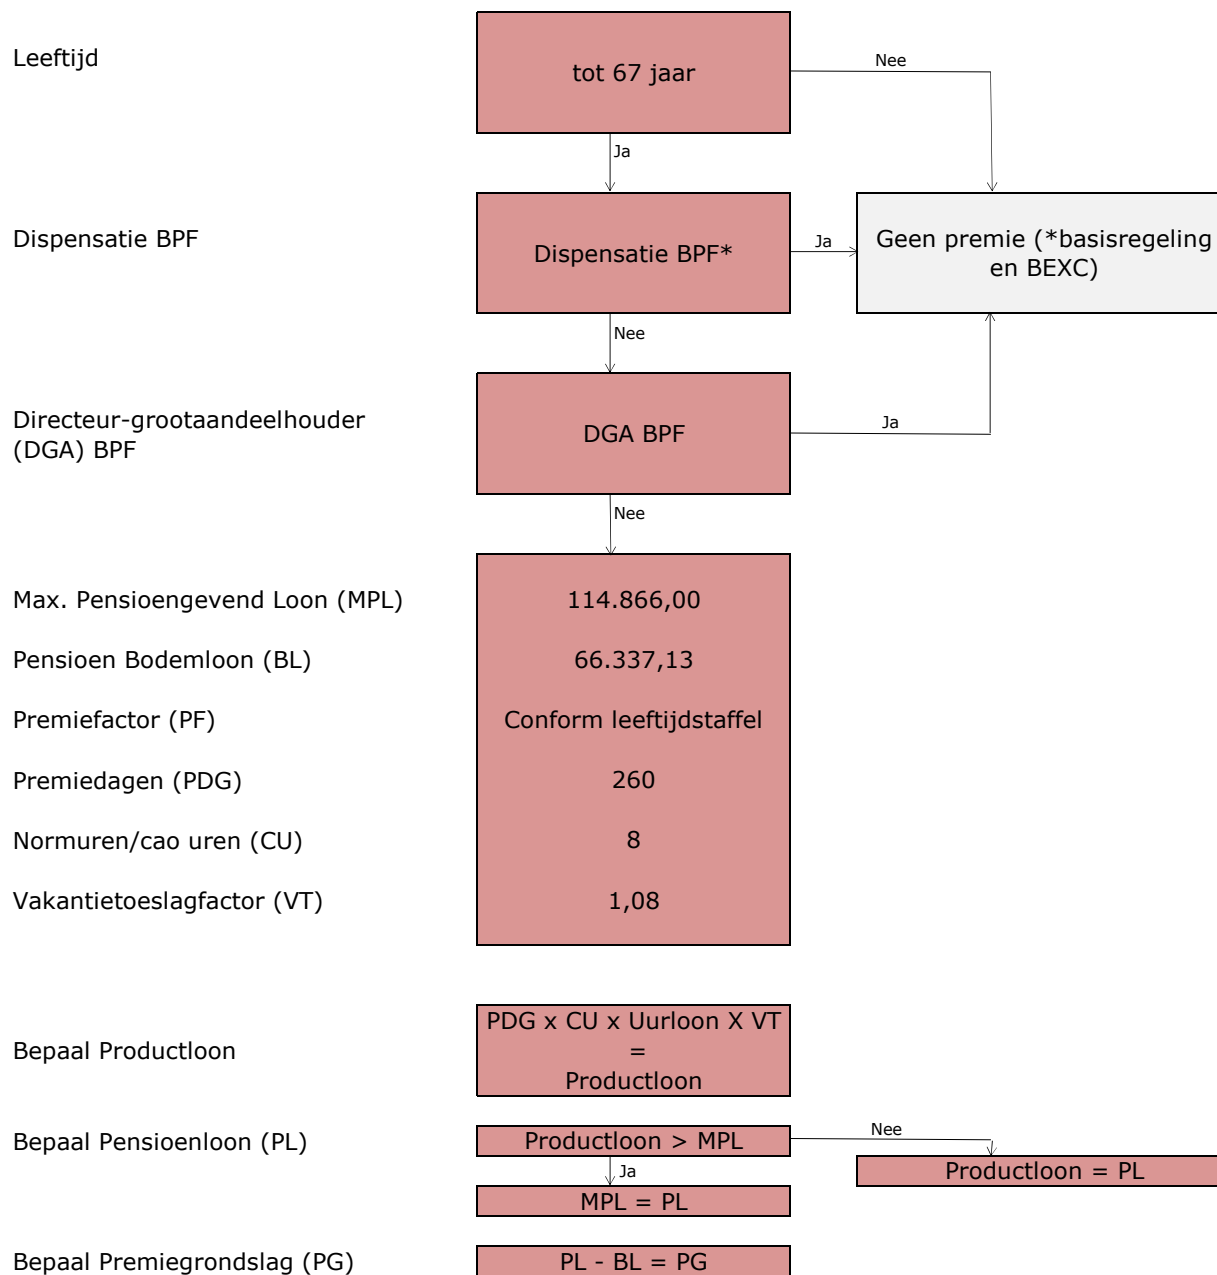 Leeftijd
tot 67 jaar
Nee
Ja
Dispensatie BPF
Dispensatie BPF*
Ja
Geen premie (*basisregeling
en BEXC)
Nee
Directeur-grootaandeelhouder
(DGA) BPF
DGA BPF
Ja
Nee
Max. Pensioengevend Loon (MPL)
114.866,00
Pensioen Bodemloon (BL)
66.337,13
Premiefactor (PF)
Conform leeftijdstaffel
Premiedagen (PDG)
260
Normuren/cao uren (CU)
8
Vakantietoeslagfactor (VT)
1,08
Bepaal Productloon
PDG x CU x Uurloon X VT
=
Productloon
Bepaal Pensioenloon (PL)
Productloon > MPL
Nee
Ja
Productloon = PL
MPL = PL
Bepaal Premiegrondslag (PG)
PL - BL = PG